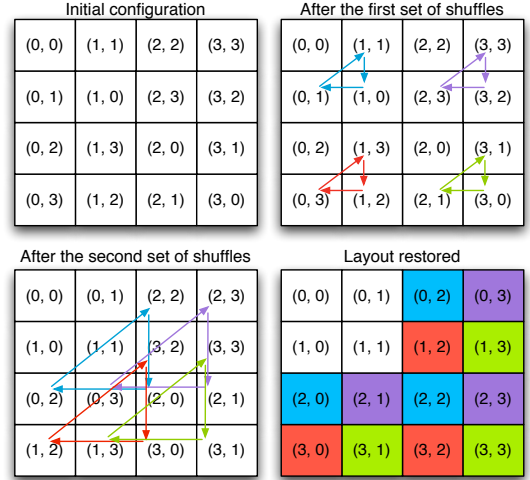 Initial configuration
(0, 0) (1, 1) (2, 2) (3, 3)
(0, 1) (1, 0) (2, 3) (3, 2)
(0, 2) (1, 3) (2, 0) (3, 1)
(0, 3) (1, 2) (2, 1) (3, 0)
After the first set of shuffles
(0, 0) (1, 1) (2, 2) (3, 3)
(0, 1) (1, 0) (2, 3) (3, 2)
(0, 2) (1, 3) (2, 0) (3, 1)
(0, 3) (1, 2) (2, 1) (3, 0)
After the second set of shuffles
(0, 0) (0, 1) (2, 2) (2, 3)
(1, 0) (1, 1) (3, 2) (3, 3)
(0, 2) (0, 3) (2, 0) (2, 1)
(1, 2) (1, 3) (3, 0) (3, 1)
Layout restored
(0, 0) (0, 1) (0, 2) (0, 3)
(1, 0) (1, 1) (1, 2) (1, 3)
(2, 0) (2, 1) (2, 2) (2, 3)
(3, 0) (3, 1) (3, 2) (3, 3)